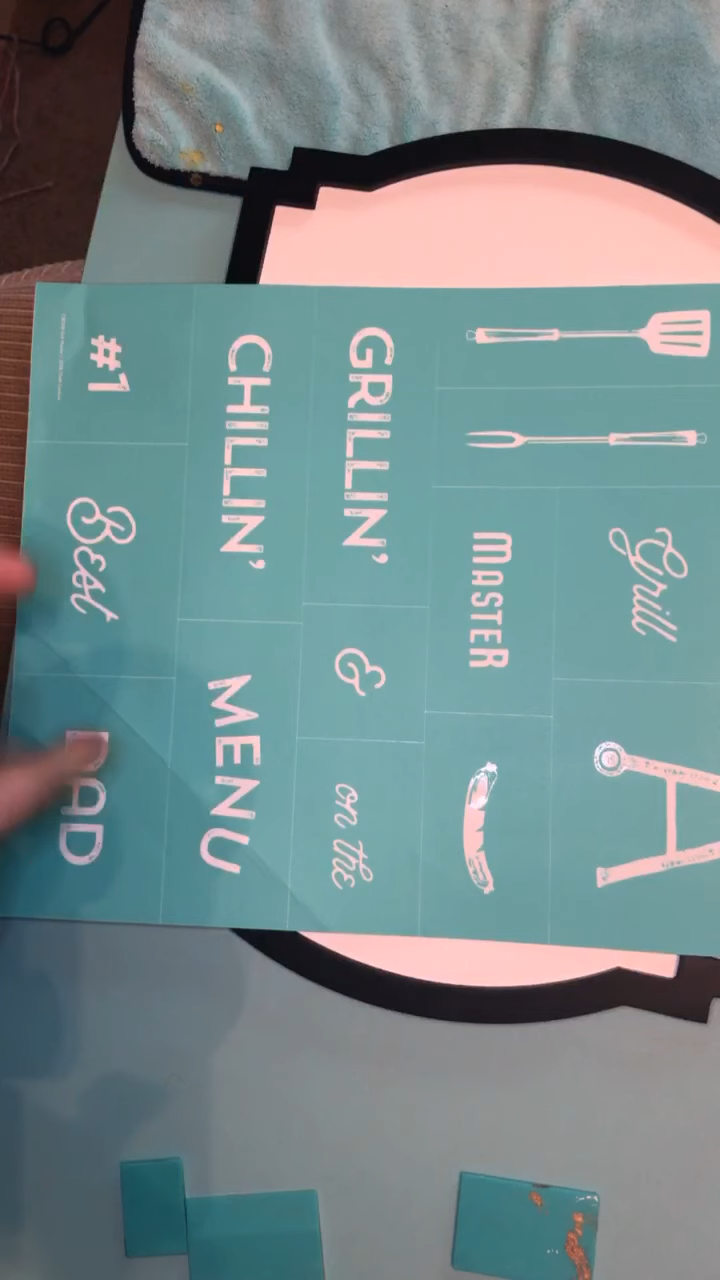 Grill
MASTER
GRILLIN' & on the
CHILLIN' MENU
#1 Best DAD